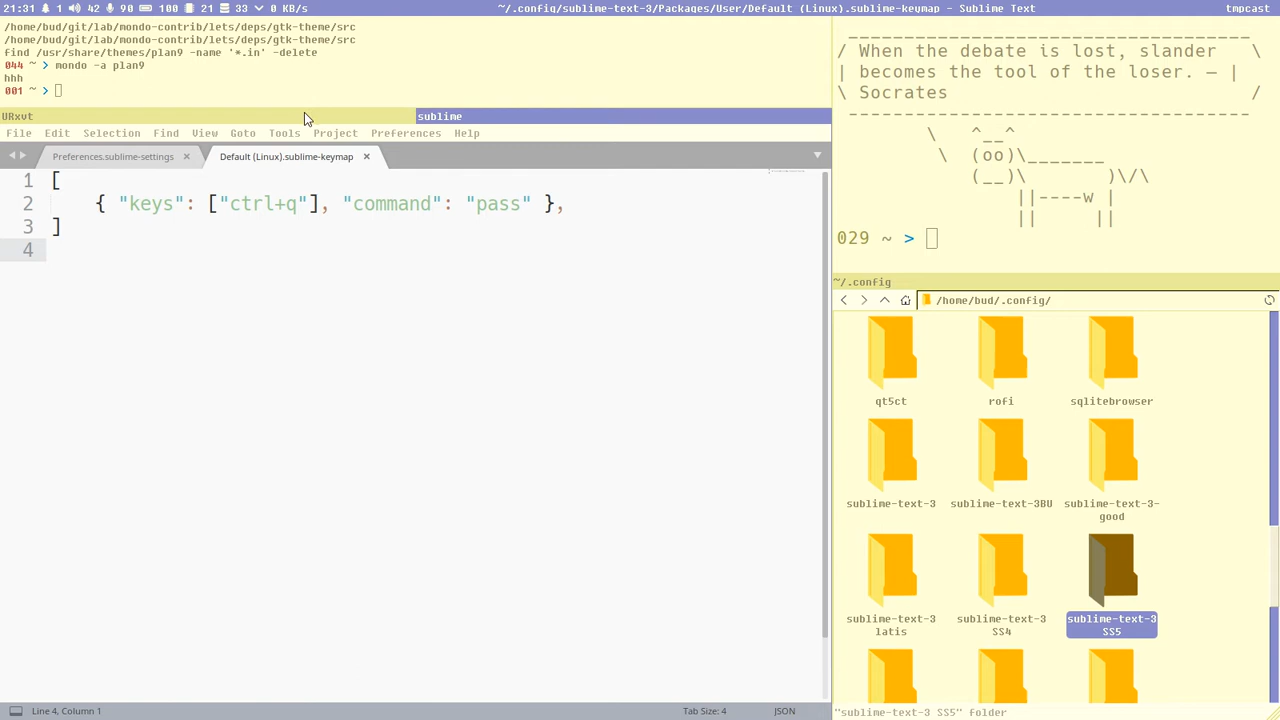 21:31 1 42 90 100 21 33 0 KB/s
~/.config/sublime-text-3/Packages/User/Default (Linux).sublime-keymap - Sublime Text
tmpcast
/home/bud/git/lab/mondo-contrib/lets/deps/gtk-theme/src
/home/bud/git/lab/mondo-contrib/lets/deps/gtk-theme/src
find /usr/share/themes/plan9 -name '*.in' -delete
044 ~ > mondo -a plan9
hhh
001 ~ >
URxvt
sublime
File Edit Selection Find View Goto Tools Project Preferences Help
Preferences.sublime-settings
Default (Linux).sublime-keymap
1 [
2 { "keys": ["ctrl+q"], "command": "pass" },
3 ]
4
Line 4, Column 1
Tab Size: 4
JSON
___________________________________
/ When the debate is lost, slander
| becomes the tool of the loser. — |
\ Socrates /
-----------------------------------
\ ^__^
\ (oo)\_______
(__)\ )\/\
||----w |
|| ||
029 ~ >
~/.config
/home/bud/.config/
qt5ct
rofi
sqlitebrowser
sublime-text-3
sublime-text-3BU
sublime-text-3-
good
sublime-text-3
latis
sublime-text-3
SS4
sublime-text-3
SS5
"sublime-text-3 SS5" folder